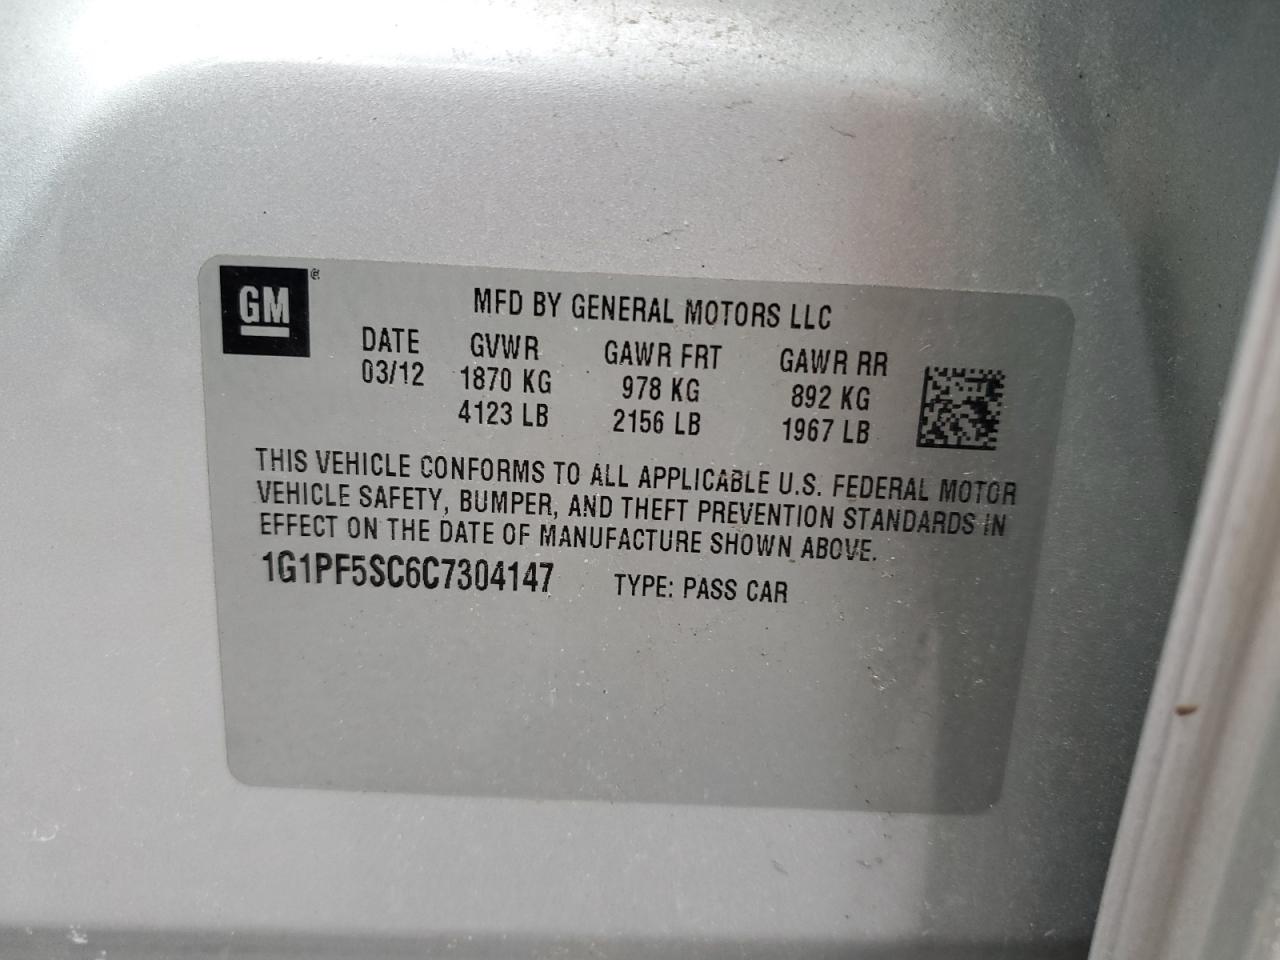 GM
MFD BY GENERAL MOTORS LLC
DATE GVWR GAWR FRT GAWR RR
03/12 1870 KG 978 KG 892 KG
4123 LB 2156 LB 1967 LB
THIS VEHICLE CONFORMS TO ALL APPLICABLE U.S. FEDERAL MOTOR
VEHICLE SAFETY, BUMPER, AND THEFT PREVENTION STANDARDS IN
EFFECT ON THE DATE OF MANUFACTURE SHOWN ABOVE.
1G1PF5SC6C7304147 TYPE: PASS CAR